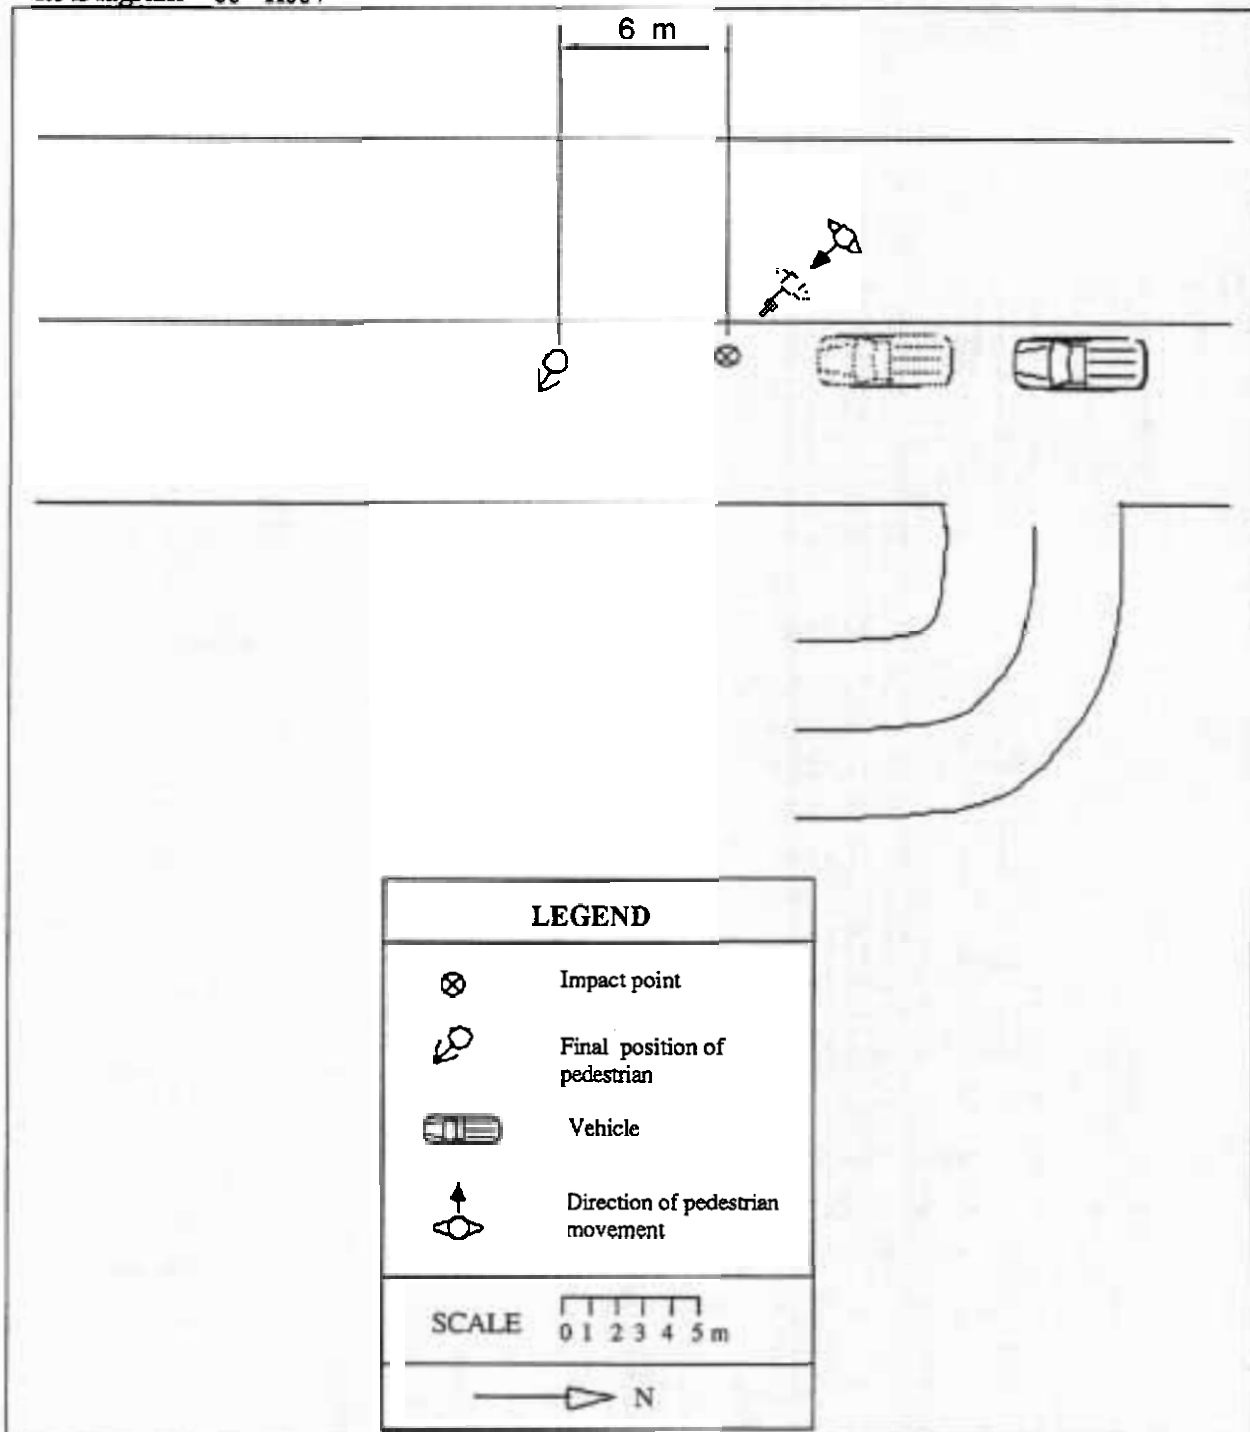 6 m
LEGEND
Impact point
Final position of
pedestrian
Vehicle
Direction of pedestrian
movement
SCALE
0 1 2 3 4 5 m
N